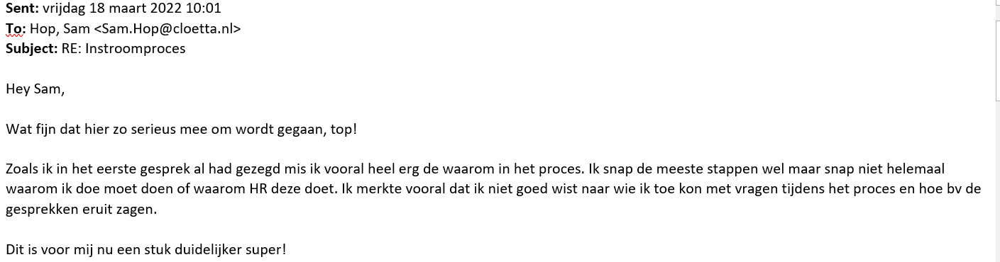 Sent: vrijdag 18 maart 2022 10:01
To: Hop, Sam <Sam.Hop@cloetta.nl>
Subject: RE: Instroomproces
Hey Sam,
Wat fijn dat hier zo serieus mee om wordt gegaan, top!
Zoals ik in het eerste gesprek al had gezegd mis ik vooral heel erg de waarom in het proces. Ik snap de meeste stappen wel maar snap niet helemaal
waarom ik doe moet doen of waarom HR deze doet. Ik merkte vooral dat ik niet goed wist naar wie ik toe kon met vragen tijdens het proces en hoe bv de
gesprekken eruit zagen.
Dit is voor mij nu een stuk duidelijker super!